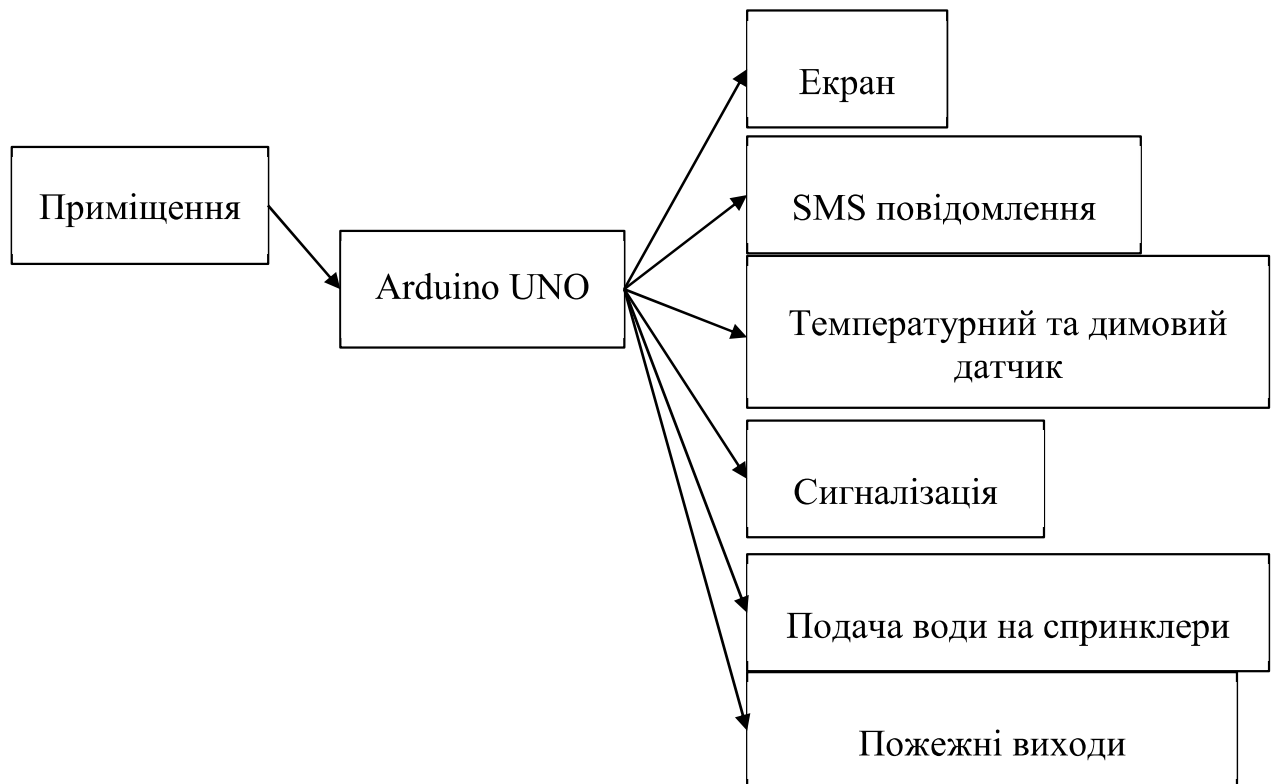 Екран
Приміщення
SMS повідомлення
Arduino UNO
Температурний та димовий
датчик
Сигналізація
Подача води на спринклери
Пожежні виходи